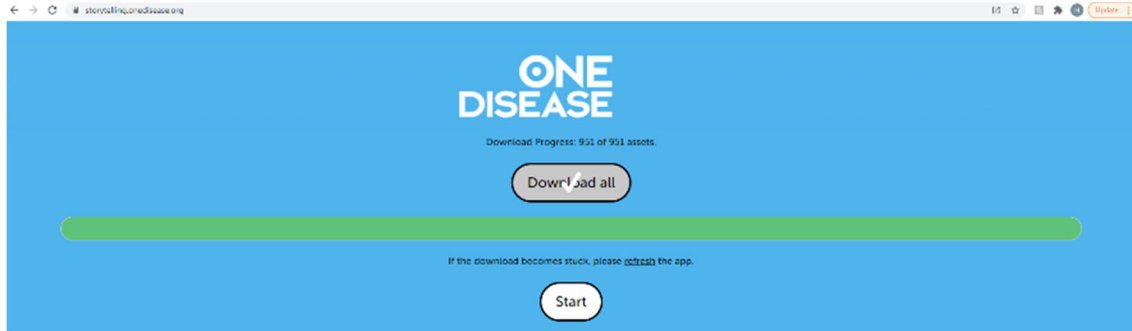 storytelling.onedisease.org
Update
ONE
DISEASE
Download Progress: 951 of 951 assets.
Download all
If the download becomes stuck, please refresh the app.
Start